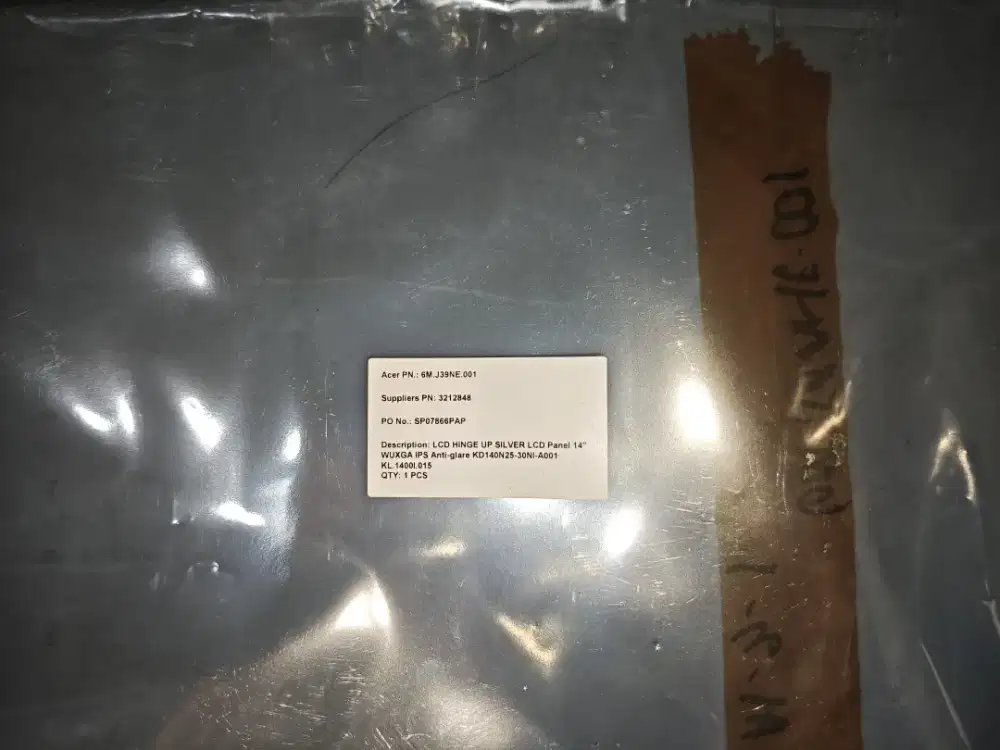 Acer PN.: 6M.J39NE.001
Suppliers PN: 3212848
PO No.: SP07866PAP
Description: LCD HINGE UP SILVER LCD Panel 14"
WUXGA IPS Anti-glare KD140N25-30NI-A001
KL.1400I.015
QTY: 1 PCS